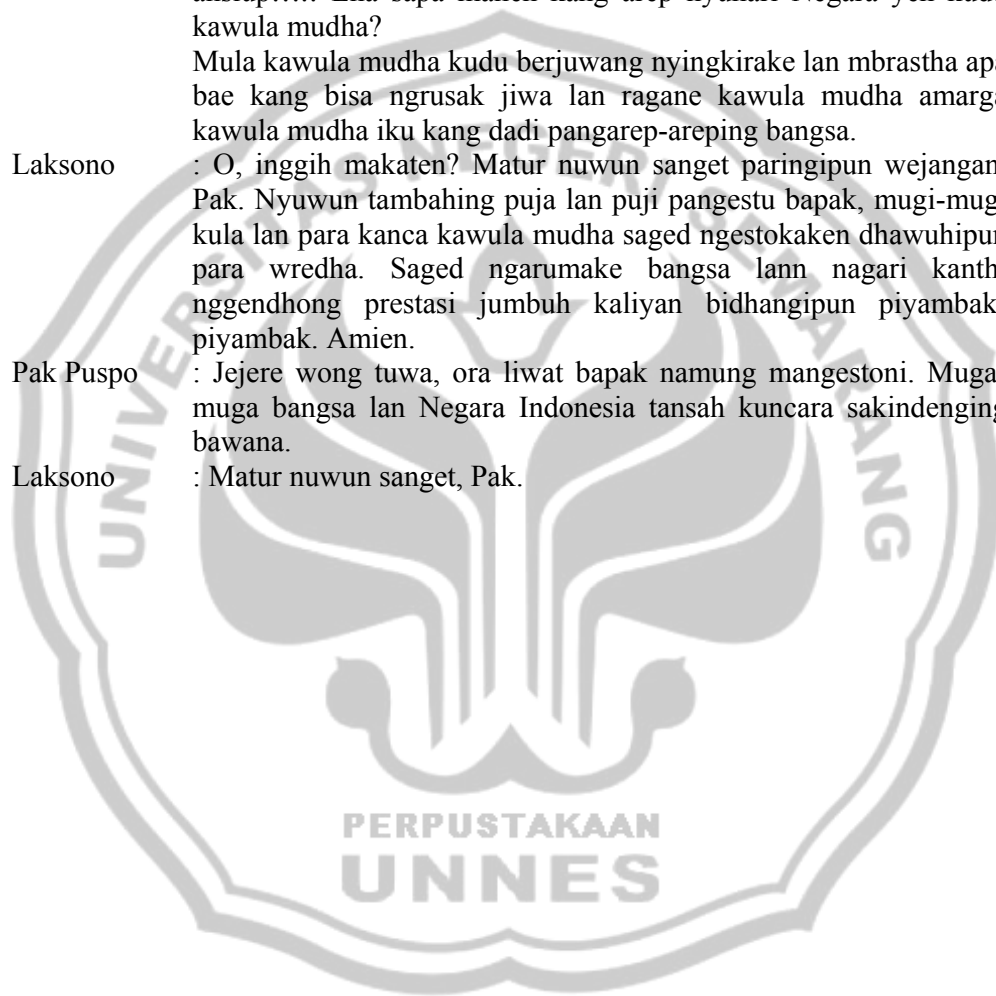 kawula mudha?
Mula kawula mudha kudu berjuwang nyingkirake lan mbrastha apa
bae kang bisa ngrusak jiwa lan ragane kawula mudha amarga
kawula mudha iku kang dadi pangarep-areping bangsa.
Laksono : O, inggih makaten? Matur nuwun sanget paringipun wejangan
Pak. Nyuwun tambahing puja lan puji pangestu bapak, mugi-mug
kula lan para kanca kawula mudha saged ngestokaken dhawuhipun
para wredha. Saged ngarumake bangsa lann nagari kanth
nggendhong prestasi jumbuh kaliyan bidhangipun piyambak
piyambak. Amien.
Pak Puspo : Jejere wong tuwa, ora liwat bapak namung mangestoni. Muga
muga bangsa lan Negara Indonesia tansah kuncara sakindenging
bawana.
Laksono : Matur nuwun sanget, Pak.
UNIVERSITAS NEGERI SEMARANG
PERPUSTAKAAN
UNNES